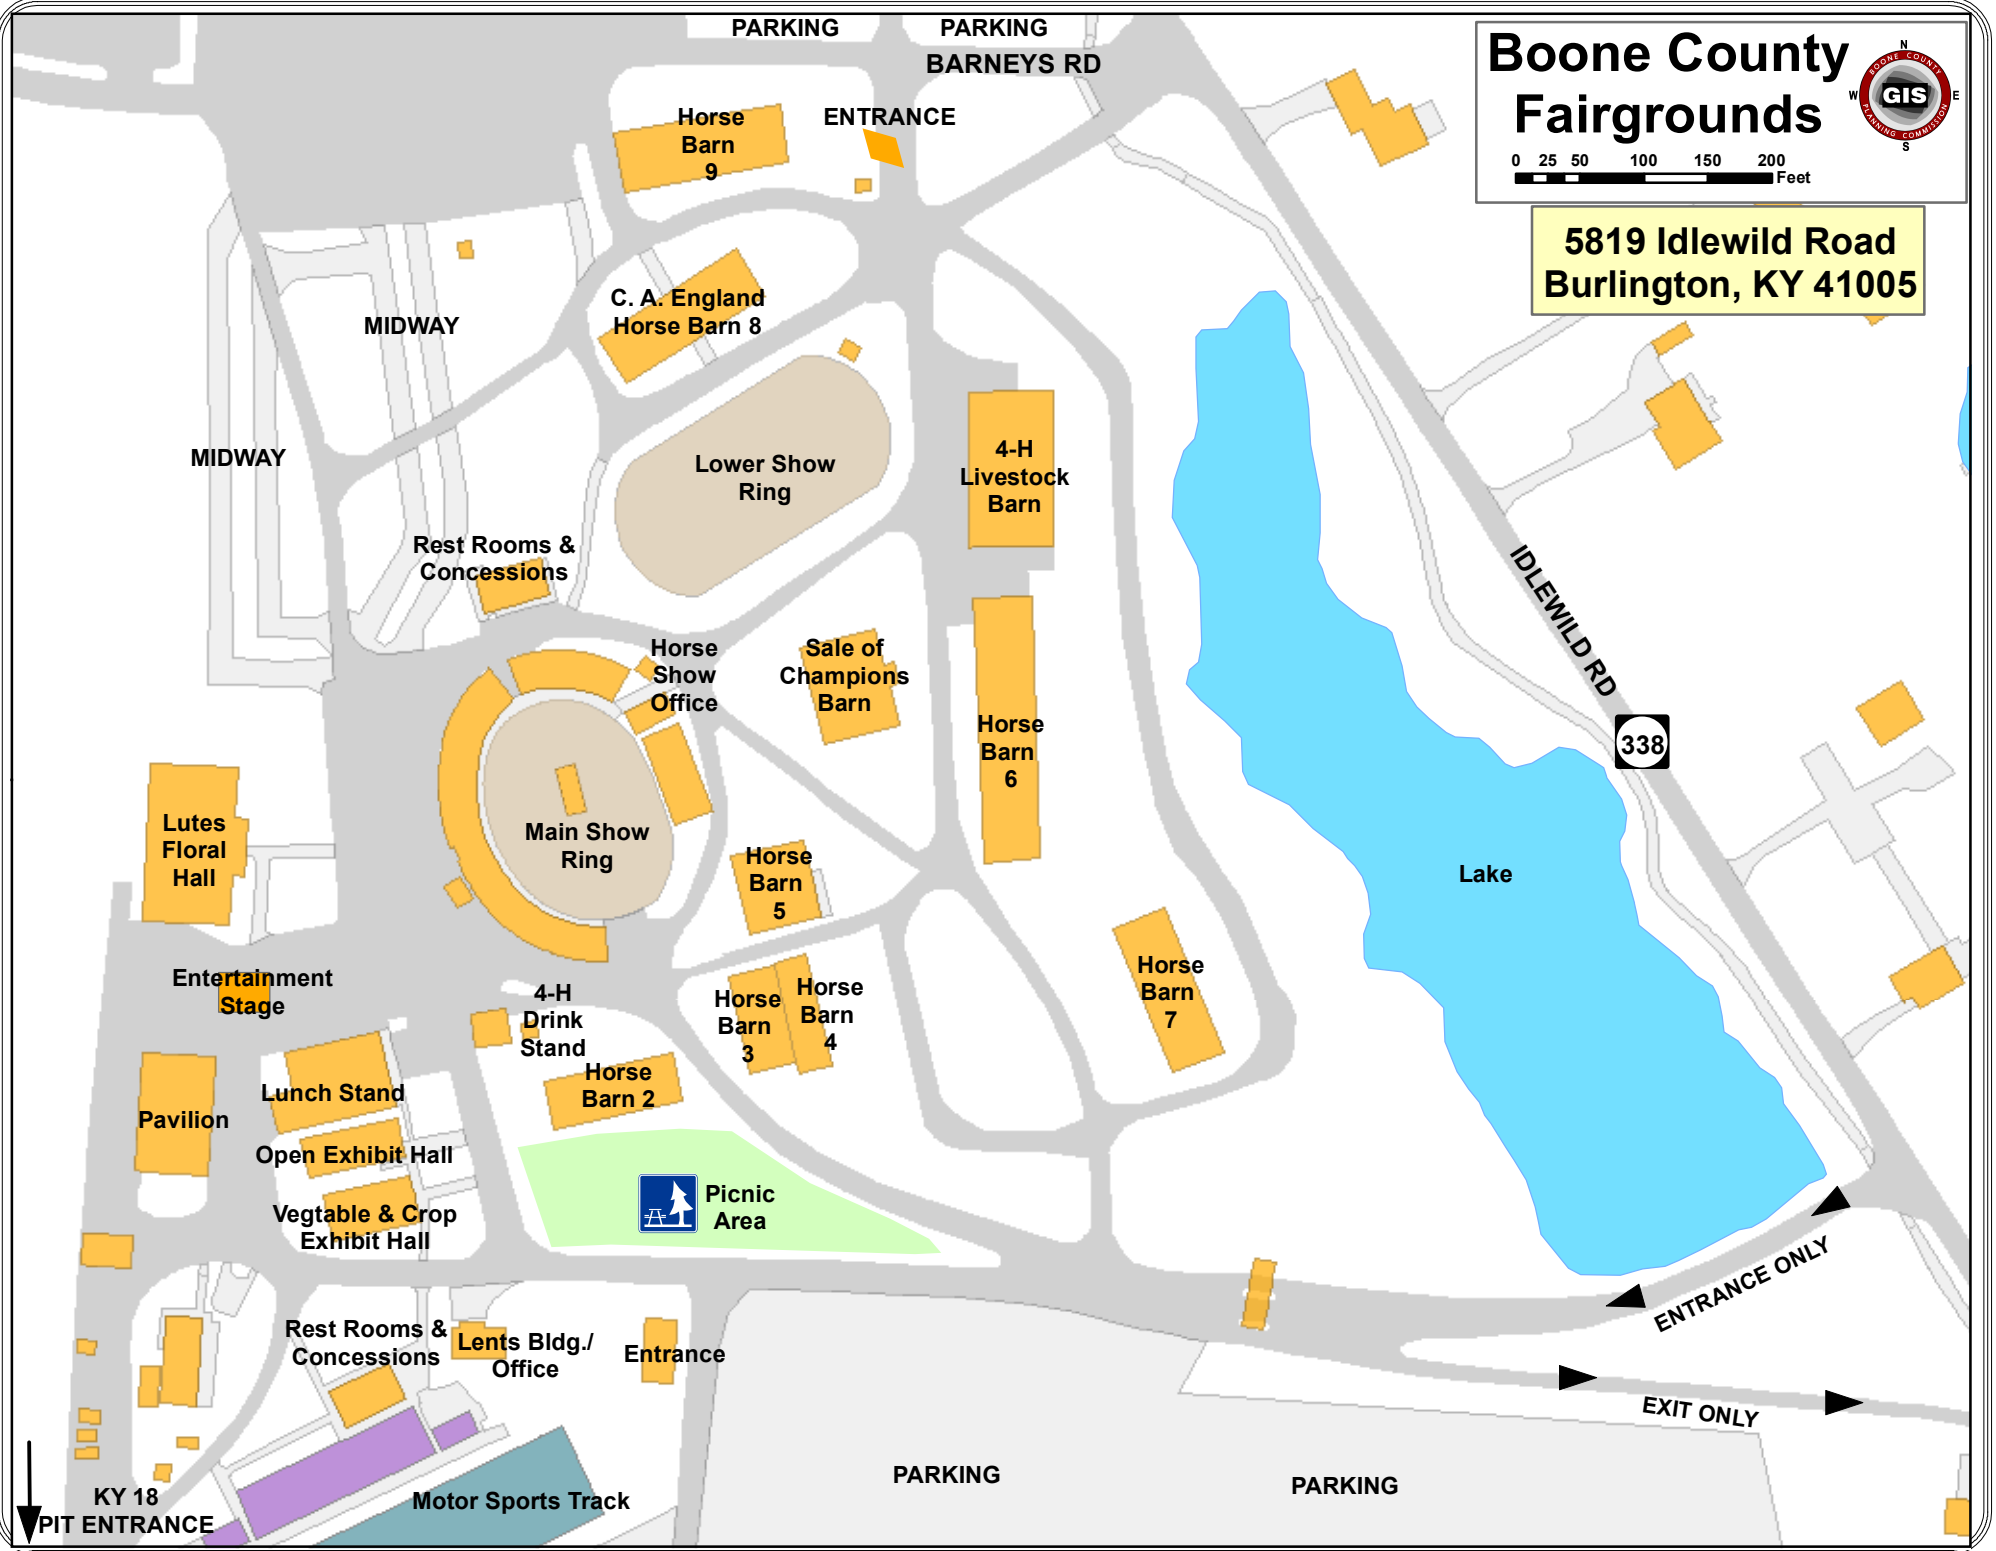 PARKING
PARKING
BARNEYS RD
Boone County
Fairgrounds
N
W
E
S
BOONE COUNTY
GIS
PLANNING COMMISSION
0 25 50 100 150 200
Feet
5819 Idlewild Road
Burlington, KY 41005
ENTRANCE
Horse
Barn
9
C. A. England
Horse Barn 8
MIDWAY
MIDWAY
Lower Show
Ring
4-H
Livestock
Barn
Rest Rooms &
Concessions
IDLEWILD RD
338
Horse
Show
Office
Sale of
Champions
Barn
Horse
Barn
6
Main Show
Ring
Lutes
Floral
Hall
Horse
Barn
5
Lake
Entertainment
Stage
4-H
Drink
Stand
Horse
Barn
3
Horse
Barn
4
Horse
Barn
7
Horse
Barn 2
Lunch Stand
Pavilion
Open Exhibit Hall
Vegtable & Crop
Exhibit Hall
Picnic
Area
ENTRANCE ONLY
EXIT ONLY
Rest Rooms &
Concessions
Lents Bldg./
Office
Entrance
PARKING
PARKING
Motor Sports Track
KY 18
PIT ENTRANCE